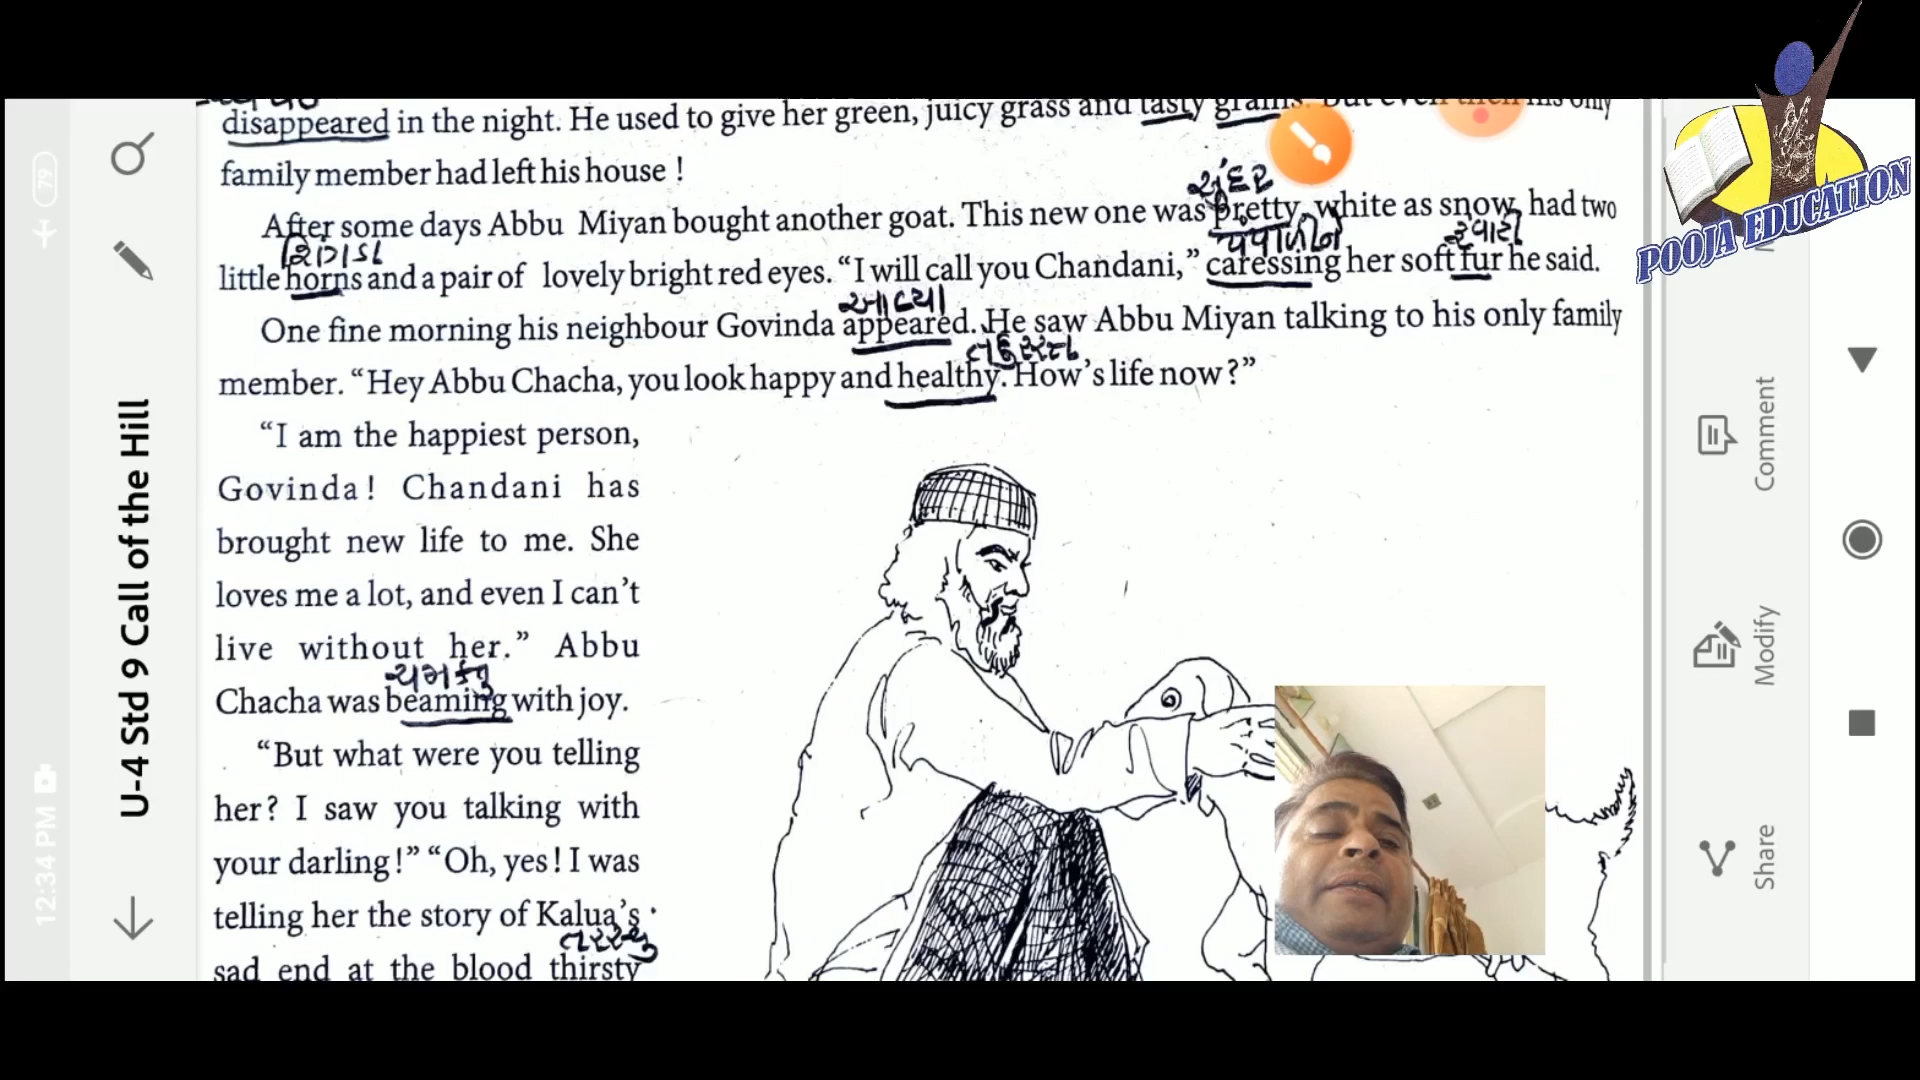 disappeared in the night. He used to give her green, juicy grass and tasty grams. But even then his only
family member had left his house !
સુંદર
After some days Abbu Miyan bought another goat. This new one was pretty, white as snow, had two
શિંગડા પંપાળીને રુંવાટી
little horns and a pair of lovely bright red eyes. “I will call you Chandani,” caressing her soft fur he said.
આવ્યા
One fine morning his neighbour Govinda appeared. He saw Abbu Miyan talking to his only family
તંદુરસ્ત
member. “Hey Abbu Chacha, you look happy and healthy. How’s life now?”
“I am the happiest person,
Govinda! Chandani has
brought new life to me. She
loves me a lot, and even I can’t
live without her.” Abbu
ચમકતુ
Chacha was beaming with joy.
“But what were you telling
her? I saw you talking with
your darling!” “Oh, yes! I was
telling her the story of Kalua’s
તરસ્યુ
sad end at the blood thirsty
U-4 Std 9 Call of the Hill
12:34 PM
79
Comment
Modify
Share
POOJA EDUCATION